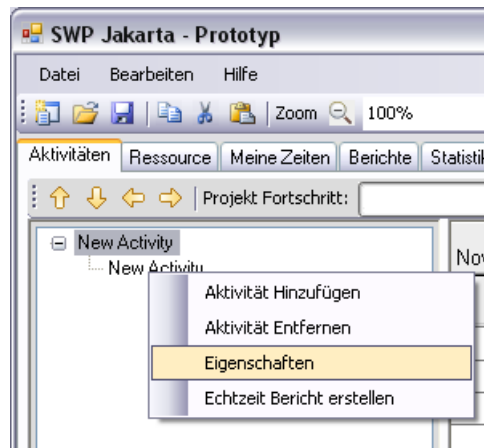 SWP Jakarta - Prototyp
Datei Bearbeiten Hilfe
Zoom 100%
Aktivitäten Ressource Meine Zeiten Berichte
Projekt Fortschritt:
New Activity
New Activity
Aktivität Hinzufügen
Aktivität Entfernen
Eigenschaften
Echtzeit Bericht erstellen